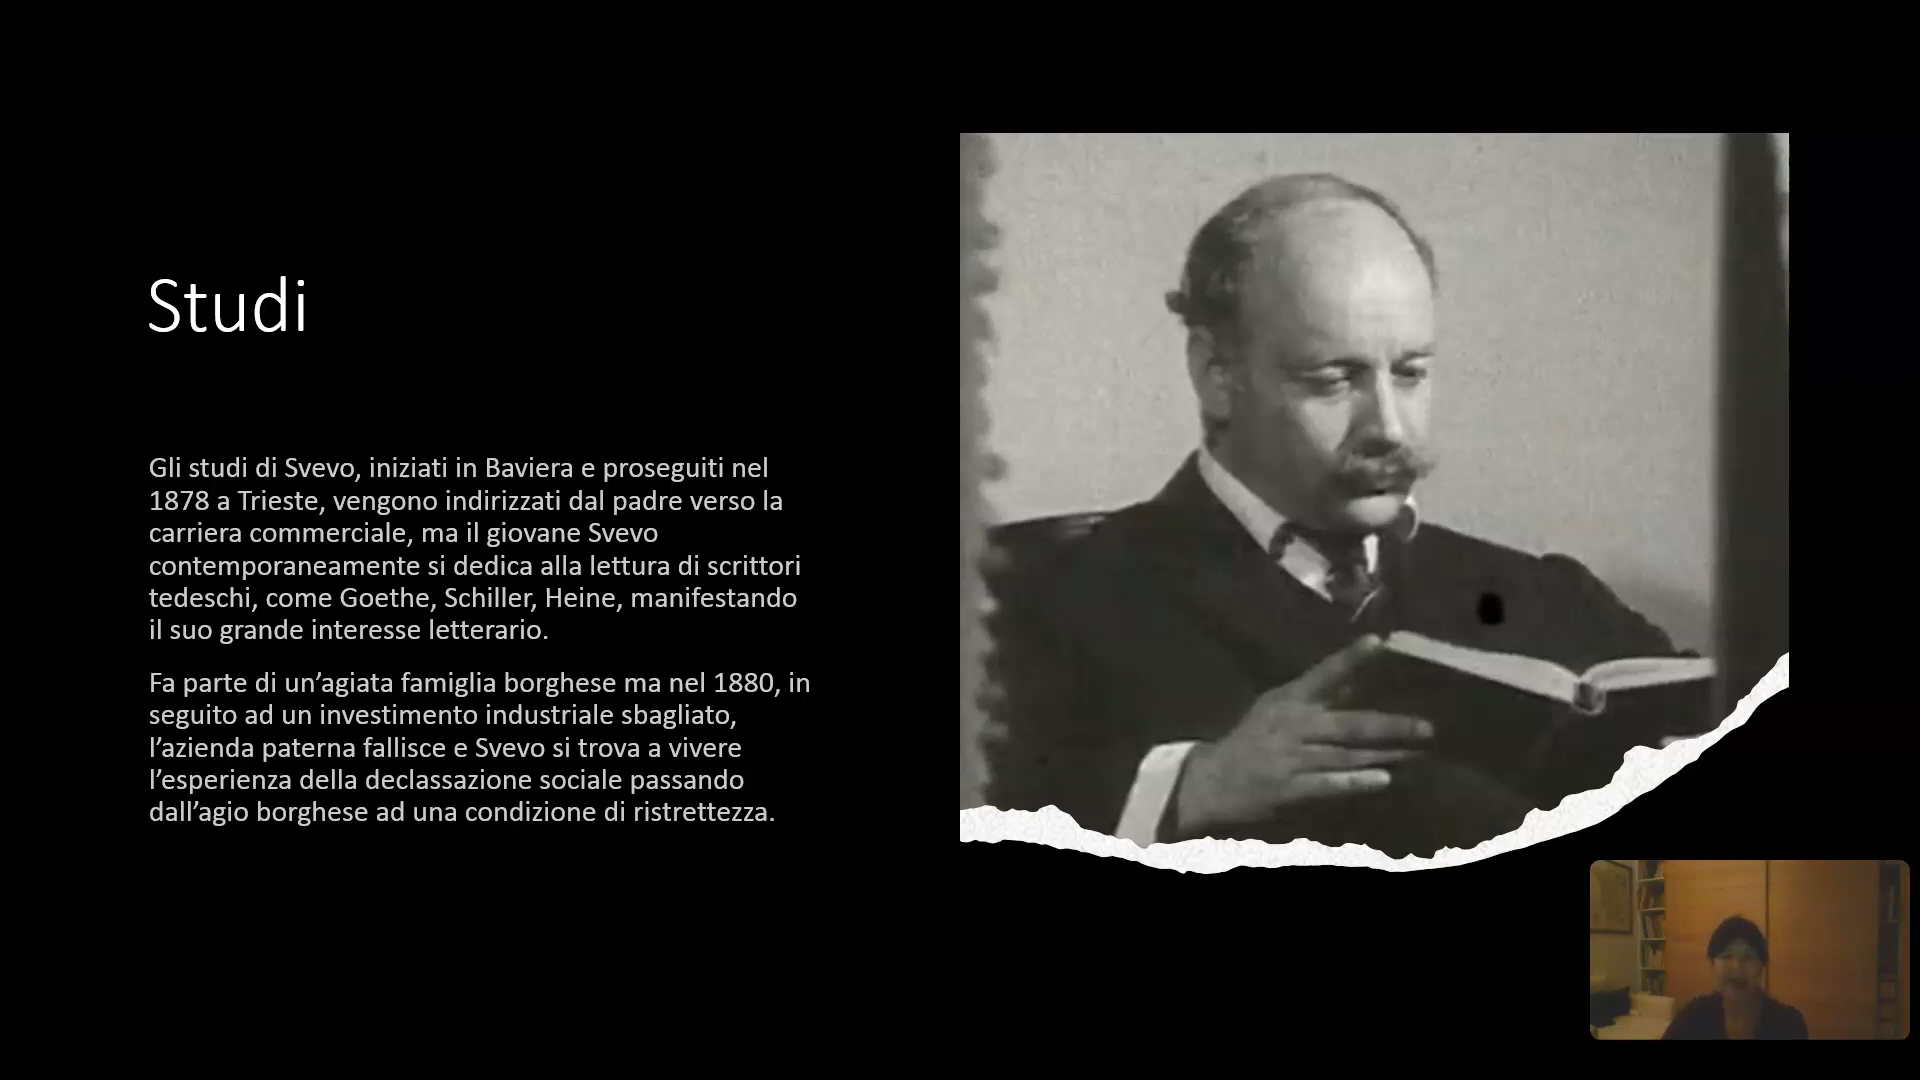 Studi
Gli studi di Svevo, iniziati in Baviera e proseguiti nel
1878 a Trieste, vengono indirizzati dal padre verso la
carriera commerciale, ma il giovane Svevo
contemporaneamente si dedica alla lettura di scrittori
tedeschi, come Goethe, Schiller, Heine, manifestando
il suo grande interesse letterario.
Fa parte di un’agiata famiglia borghese ma nel 1880, in
seguito ad un investimento industriale sbagliato,
l’azienda paterna fallisce e Svevo si trova a vivere
l’esperienza della declassazione sociale passando
dall’agio borghese ad una condizione di ristrettezza.